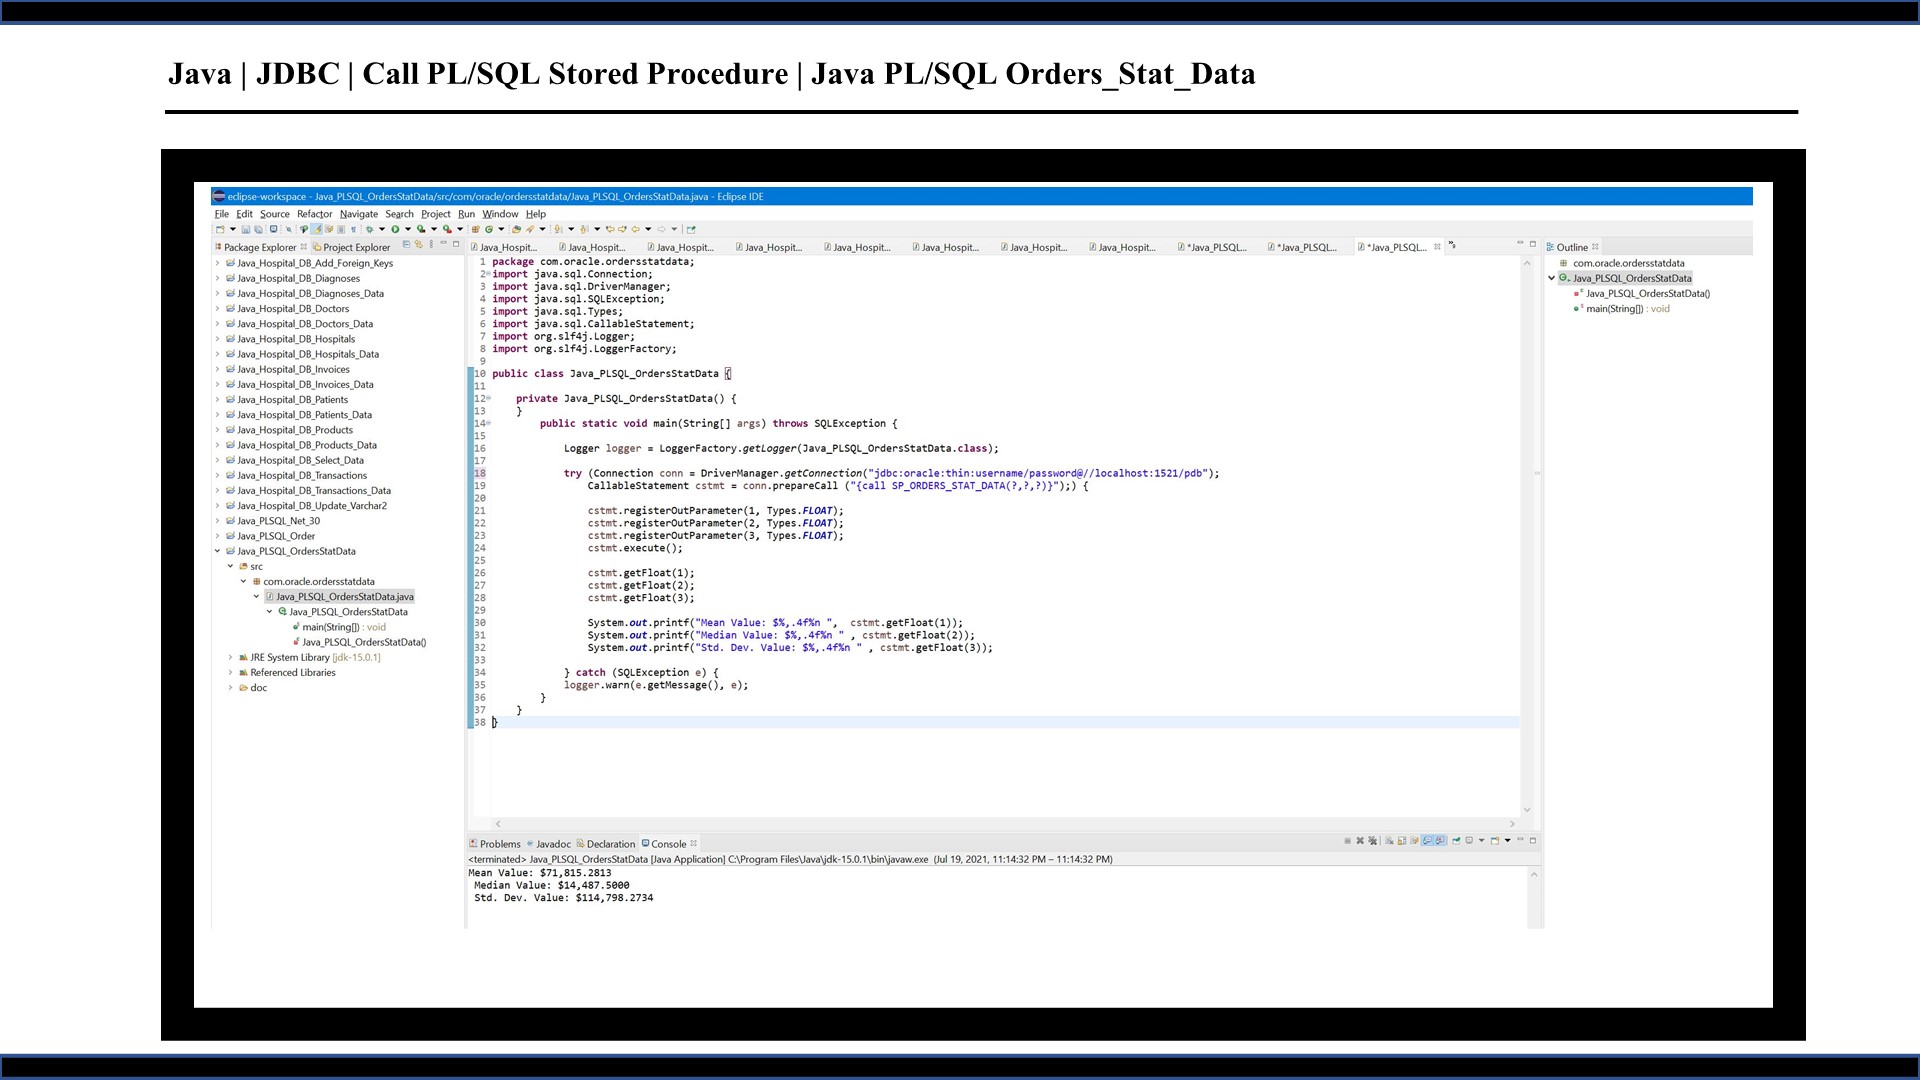 Java | JDBC | Call PL/SQL Stored Procedure | Java PL/SQL Orders_Stat_Data
eclipse-workspace - Java_PLSQL_OrdersStatData/src/com/oracle/ordersstatdata/Java_PLSQL_OrdersStatData.java - Eclipse IDE
File Edit Source Refactor Navigate Search Project Run Window Help
Package Explorer Project Explorer
Java_Hospital_DB_Add_Foreign_Keys
Java_Hospital_DB_Diagnoses
Java_Hospital_DB_Diagnoses_Data
Java_Hospital_DB_Doctors
Java_Hospital_DB_Doctors_Data
Java_Hospital_DB_Hospitals
Java_Hospital_DB_Hospitals_Data
Java_Hospital_DB_Invoices
Java_Hospital_DB_Invoices_Data
Java_Hospital_DB_Patients
Java_Hospital_DB_Patients_Data
Java_Hospital_DB_Products
Java_Hospital_DB_Products_Data
Java_Hospital_DB_Select_Data
Java_Hospital_DB_Transactions
Java_Hospital_DB_Transactions_Data
Java_Hospital_DB_Update_Varchar2
Java_PLSQL_Net_30
Java_PLSQL_Order
Java_PLSQL_OrdersStatData
src
com.oracle.ordersstatdata
Java_PLSQL_OrdersStatData.java
Java_PLSQL_OrdersStatData
main(String[]) : void
Java_PLSQL_OrdersStatData()
JRE System Library [jdk-15.0.1]
Referenced Libraries
doc
Java_Hospit... Java_Hospit... Java_Hospit... Java_Hospit... Java_Hospit... Java_Hospit... Java_Hospit... Java_Hospit... *Java_PLSQL... *Java_PLSQL... *Java_PLSQL... »9
1 package com.oracle.ordersstatdata;
2 import java.sql.Connection;
3 import java.sql.DriverManager;
4 import java.sql.SQLException;
5 import java.sql.Types;
6 import java.sql.CallableStatement;
7 import org.slf4j.Logger;
8 import org.slf4j.LoggerFactory;
9
10 public class Java_PLSQL_OrdersStatData {
11
12 private Java_PLSQL_OrdersStatData() {
13 }
14 public static void main(String[] args) throws SQLException {
15
16 Logger logger = LoggerFactory.getLogger(Java_PLSQL_OrdersStatData.class);
17
18 try (Connection conn = DriverManager.getConnection("jdbc:oracle:thin:username/password@//localhost:1521/pdb");
19 CallableStatement cstmt = conn.prepareCall ("{call SP_ORDERS_STAT_DATA(?,?,?)}");) {
20
21 cstmt.registerOutParameter(1, Types.FLOAT);
22 cstmt.registerOutParameter(2, Types.FLOAT);
23 cstmt.registerOutParameter(3, Types.FLOAT);
24 cstmt.execute();
25
26 cstmt.getFloat(1);
27 cstmt.getFloat(2);
28 cstmt.getFloat(3);
29
30 System.out.printf("Mean Value: $%,.4f%n ", cstmt.getFloat(1));
31 System.out.printf("Median Value: $%,.4f%n " , cstmt.getFloat(2));
32 System.out.printf("Std. Dev. Value: $%,.4f%n " , cstmt.getFloat(3));
33
34 } catch (SQLException e) {
35 logger.warn(e.getMessage(), e);
36 }
37 }
38 }
Outline
com.oracle.ordersstatdata
Java_PLSQL_OrdersStatData
Java_PLSQL_OrdersStatData()
main(String[]) : void
Problems Javadoc Declaration Console
<terminated> Java_PLSQL_OrdersStatData [Java Application] C:\Program Files\Java\jdk-15.0.1\bin\javaw.exe (Jul 19, 2021, 11:14:32 PM – 11:14:32 PM)
Mean Value: $71,815.2813
Median Value: $14,487.5000
Std. Dev. Value: $114,798.2734